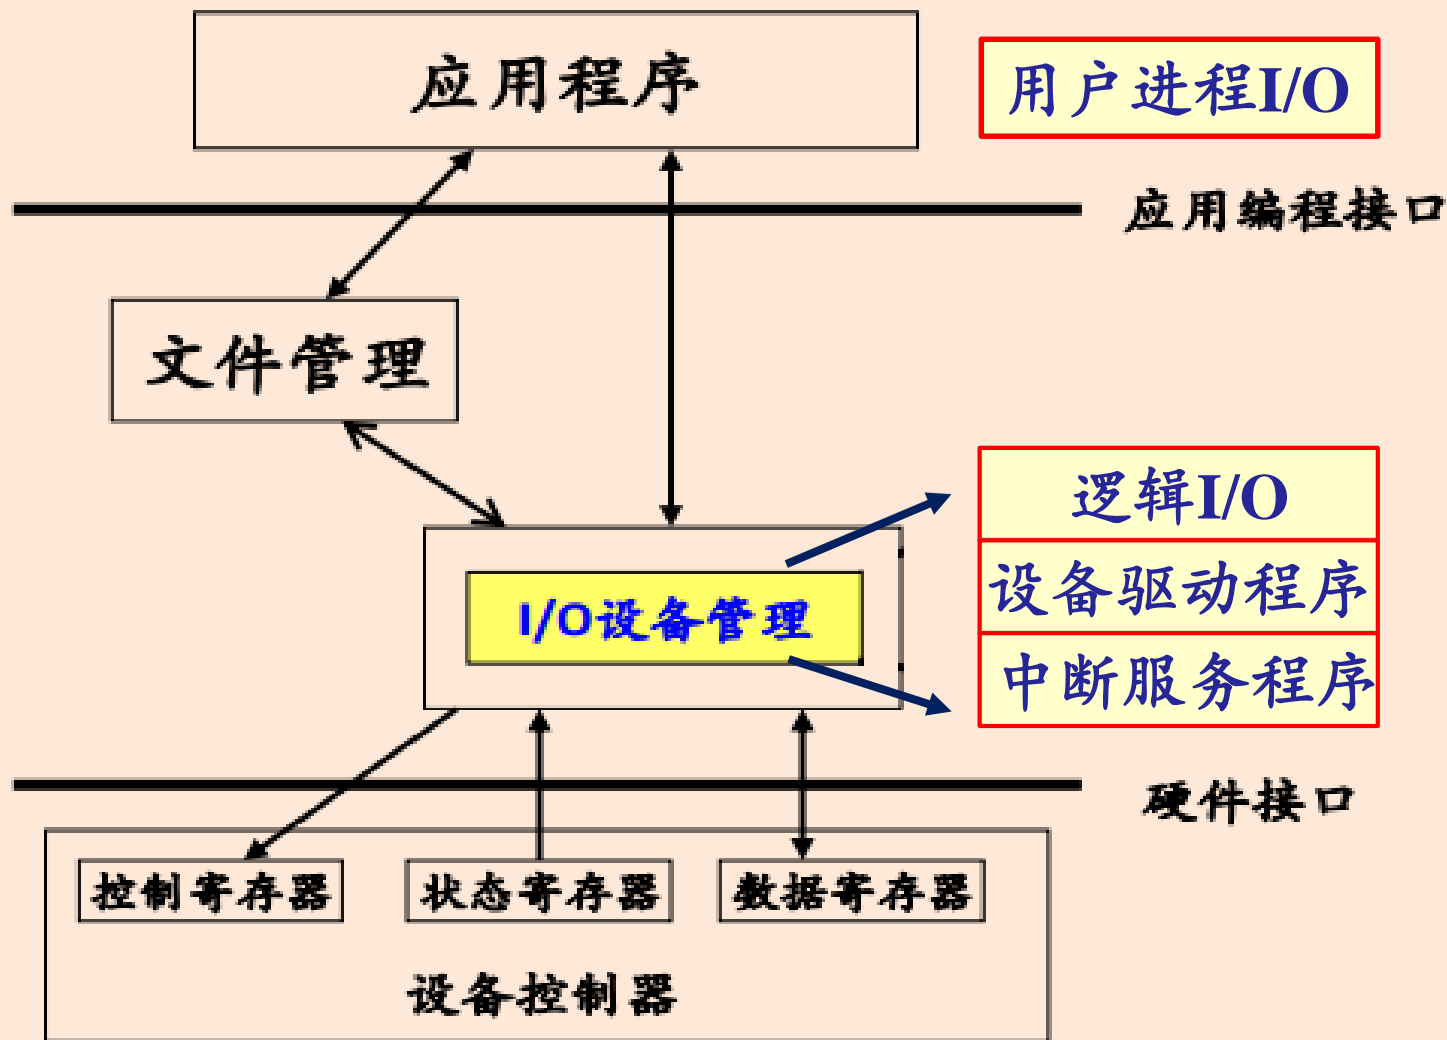 应用程序
用户进程I/O
应用编程接口
文件管理
逻辑I/O
设备驱动程序
I/O设备管理
中断服务程序
硬件接口
控制寄存器
状态寄存器
数据寄存器
设备控制器